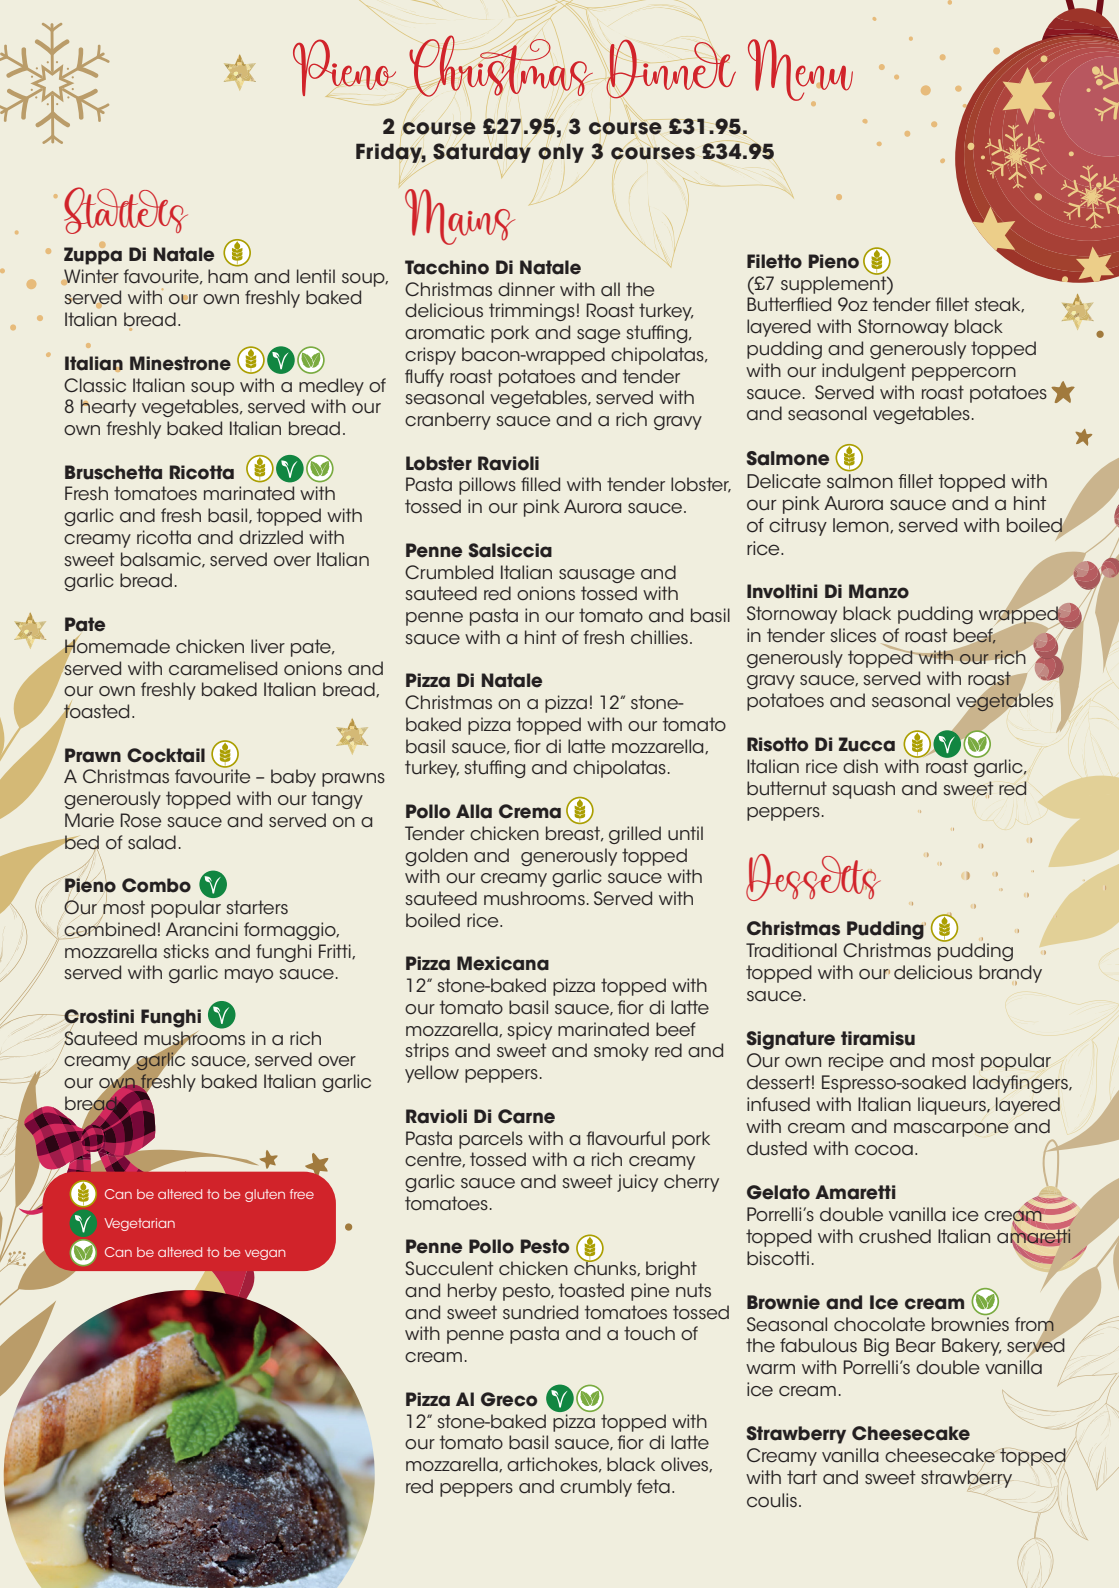 Pieno Christmas Dinner Menu
2 course £27.95, 3 course £31.95.
Friday, Saturday only 3 courses £34.95
Starters
Zuppa Di Natale
Winter favourite, ham and lentil soup,
served with our own freshly baked
Italian bread.
Italian Minestrone
Classic Italian soup with a medley of
8 hearty vegetables, served with our
own freshly baked Italian bread.
Bruschetta Ricotta
Fresh tomatoes marinated with
garlic and fresh basil, topped with
creamy ricotta and drizzled with
sweet balsamic, served over Italian
garlic bread.
Pate
Homemade chicken liver pate,
served with caramelised onions and
our own freshly baked Italian bread,
toasted.
Prawn Cocktail
A Christmas favourite – baby prawns
generously topped with our tangy
Marie Rose sauce and served on a
bed of salad.
Pieno Combo
Our most popular starters
combined! Arancini formaggio,
mozzarella sticks and funghi Fritti,
served with garlic mayo sauce.
Crostini Funghi
Sauteed mushrooms in a rich
creamy garlic sauce, served over
our own freshly baked Italian garlic
bread.
Can be altered to be gluten free
Vegetarian
Can be altered to be vegan
Mains
Tacchino Di Natale
Christmas dinner with all the
delicious trimmings! Roast turkey,
aromatic pork and sage stuffing,
crispy bacon-wrapped chipolatas,
fluffy roast potatoes and tender
seasonal vegetables, served with
cranberry sauce and a rich gravy
Lobster Ravioli
Pasta pillows filled with tender lobster,
tossed in our pink Aurora sauce.
Penne Salsiccia
Crumbled Italian sausage and
sauteed red onions tossed with
penne pasta in our tomato and basil
sauce with a hint of fresh chillies.
Pizza Di Natale
Christmas on a pizza! 12” stone-
baked pizza topped with our tomato
basil sauce, fior di latte mozzarella,
turkey, stuffing and chipolatas.
Pollo Alla Crema
Tender chicken breast, grilled until
golden and generously topped
with our creamy garlic sauce with
sauteed mushrooms. Served with
boiled rice.
Pizza Mexicana
12” stone-baked pizza topped with
our tomato basil sauce, fior di latte
mozzarella, spicy marinated beef
strips and sweet and smoky red and
yellow peppers.
Ravioli Di Carne
Pasta parcels with a flavourful pork
centre, tossed with a rich creamy
garlic sauce and sweet juicy cherry
tomatoes.
Penne Pollo Pesto
Succulent chicken chunks, bright
and herby pesto, toasted pine nuts
and sweet sundried tomatoes tossed
with penne pasta and a touch of
cream.
Pizza Al Greco
12” stone-baked pizza topped with
our tomato basil sauce, fior di latte
mozzarella, artichokes, black olives,
red peppers and crumbly feta.
Filetto Pieno
(£7 supplement)
Butterflied 9oz tender fillet steak,
layered with Stornoway black
pudding and generously topped
with our indulgent peppercorn
sauce. Served with roast potatoes
and seasonal vegetables.
Salmone
Delicate salmon fillet topped with
our pink Aurora sauce and a hint
of citrusy lemon, served with boiled
rice.
Involtini Di Manzo
Stornoway black pudding wrapped
in tender slices of roast beef,
generously topped with our rich
gravy sauce, served with roast
potatoes and seasonal vegetables
Risotto Di Zucca
Italian rice dish with roast garlic,
butternut squash and sweet red
peppers.
Desserts
Christmas Pudding
Traditional Christmas pudding
topped with our delicious brandy
sauce.
Signature tiramisu
Our own recipe and most popular
dessert! Espresso-soaked ladyfingers,
infused with Italian liqueurs, layered
with cream and mascarpone and
dusted with cocoa.
Gelato Amaretti
Porrelli’s double vanilla ice cream
topped with crushed Italian amaretti
biscotti.
Brownie and Ice cream
Seasonal chocolate brownies from
the fabulous Big Bear Bakery, served
warm with Porrelli’s double vanilla
ice cream.
Strawberry Cheesecake
Creamy vanilla cheesecake topped
with tart and sweet strawberry
coulis.